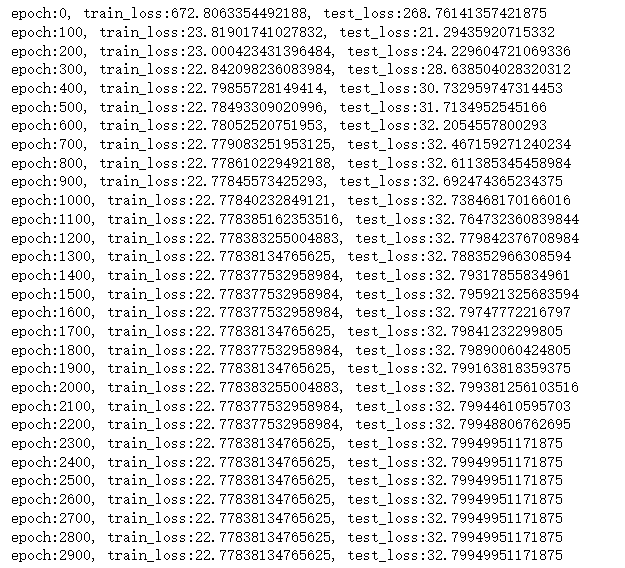 epoch:0, train_loss:672.8063354492188, test_loss:268.76141357421875
epoch:100, train_loss:23.81901741027832, test_loss:21.29435920715332
epoch:200, train_loss:23.000423431396484, test_loss:24.229604721069336
epoch:300, train_loss:22.842098236083984, test_loss:28.638504028320312
epoch:400, train_loss:22.79855728149414, test_loss:30.732959747314453
epoch:500, train_loss:22.78493309020996, test_loss:31.7134952545166
epoch:600, train_loss:22.78052520751953, test_loss:32.2054557800293
epoch:700, train_loss:22.779083251953125, test_loss:32.467159271240234
epoch:800, train_loss:22.778610229492188, test_loss:32.611385345458984
epoch:900, train_loss:22.77845573425293, test_loss:32.692474365234375
epoch:1000, train_loss:22.77840232849121, test_loss:32.738468170166016
epoch:1100, train_loss:22.778385162353516, test_loss:32.764732360839844
epoch:1200, train_loss:22.778383255004883, test_loss:32.779842376708984
epoch:1300, train_loss:22.77838134765625, test_loss:32.788352966308594
epoch:1400, train_loss:22.778377532958984, test_loss:32.79317855834961
epoch:1500, train_loss:22.778377532958984, test_loss:32.795921325683594
epoch:1600, train_loss:22.778377532958984, test_loss:32.79747772216797
epoch:1700, train_loss:22.77838134765625, test_loss:32.79841232299805
epoch:1800, train_loss:22.778377532958984, test_loss:32.79890060424805
epoch:1900, train_loss:22.77838134765625, test_loss:32.799163818359375
epoch:2000, train_loss:22.778383255004883, test_loss:32.799381256103516
epoch:2100, train_loss:22.778377532958984, test_loss:32.79944610595703
epoch:2200, train_loss:22.778377532958984, test_loss:32.79948806762695
epoch:2300, train_loss:22.77838134765625, test_loss:32.79949951171875
epoch:2400, train_loss:22.77838134765625, test_loss:32.79949951171875
epoch:2500, train_loss:22.77838134765625, test_loss:32.79949951171875
epoch:2600, train_loss:22.77838134765625, test_loss:32.79949951171875
epoch:2700, train_loss:22.77838134765625, test_loss:32.79949951171875
epoch:2800, train_loss:22.77838134765625, test_loss:32.79949951171875
epoch:2900, train_loss:22.77838134765625, test_loss:32.79949951171875